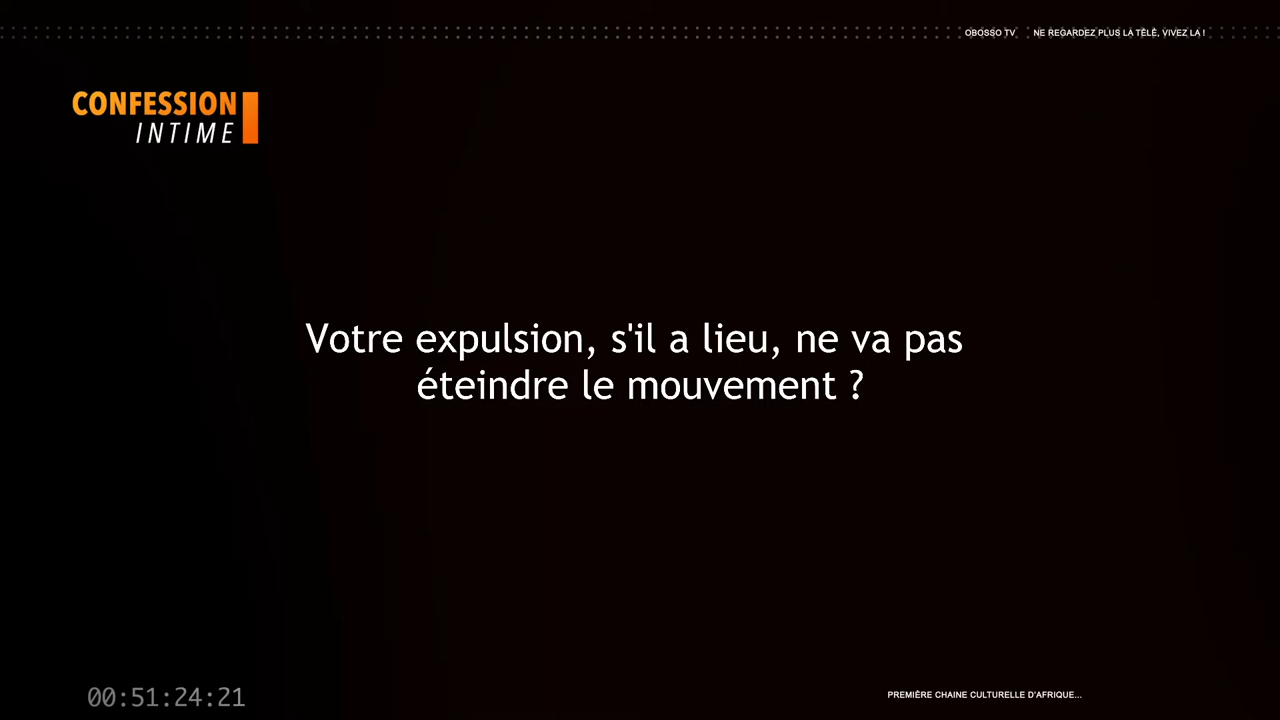 OBOSSO TV NE REGARDEZ PLUS LA TÉLÉ, VIVEZ LA !
CONFESSION
INTIME
Votre expulsion, s'il a lieu, ne va pas
éteindre le mouvement ?
00:51:24:21
PREMIÈRE CHAINE CULTURELLE D'AFRIQUE...